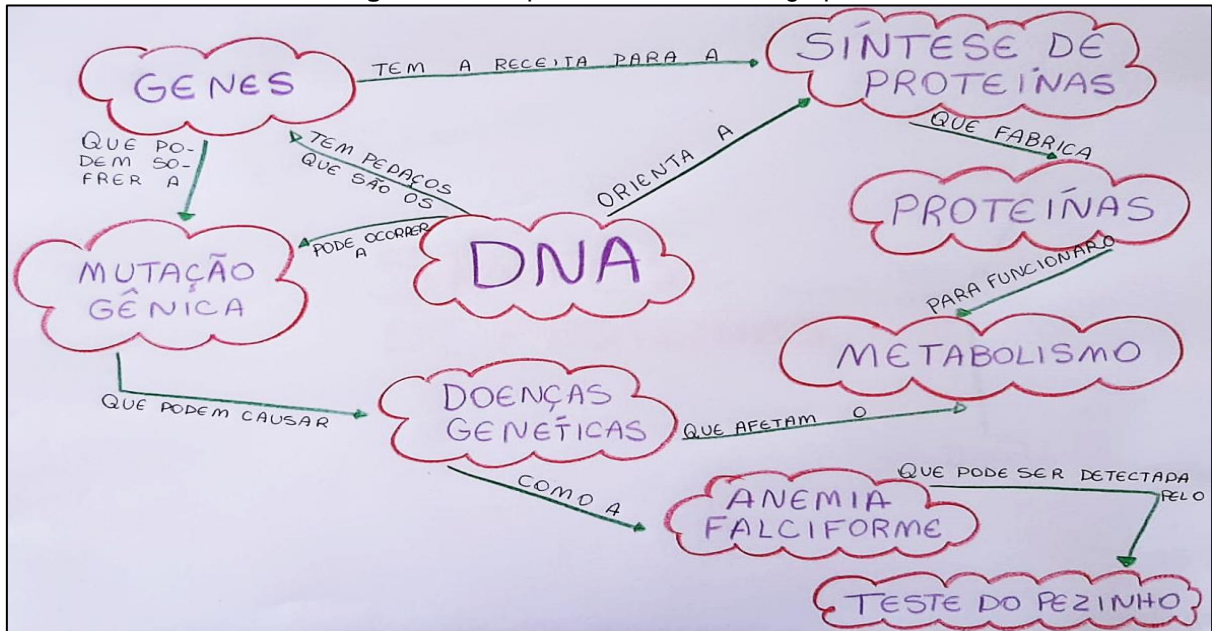 GENES
TEM A RECEITA PARA A
SÍNTESE DE
PROTEÍNAS
QUE FABRICA
PROTEÍNAS
PARA FUNCIONAR O
METABOLISMO
ORIENTA A
TEM PEDAÇOS
QUE SÃO OS
DNA
PODE OCORRER
A
QUE PO-
DEM SO-
FRER A
MUTAÇÃO
GÊNICA
QUE PODEM CAUSAR
DOENÇAS
GENÉTICAS
QUE AFETAM O
COMO A
ANEMIA
FALCIFORME
QUE PODE SER DETECTADA
PELO
TESTE DO PEZINHO